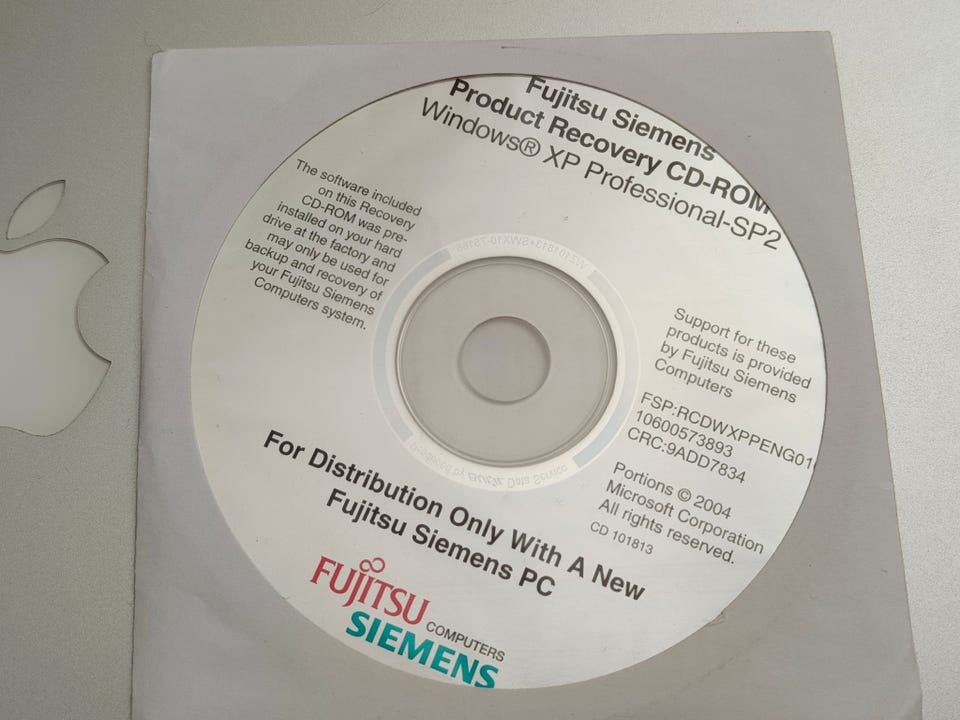 Fujitsu Siemens
Product Recovery CD-ROM
Windows® XP Professional-SP2
The software included
on this Recovery
CD-ROM was pre-
installed on your hard
drive at the factory and
may only be used for
backup and recovery of
your Fujitsu Siemens
Computers system.
Support for these
products is provided
by Fujitsu Siemens
Computers
FSP:RCDWXPPENG01
10600573893
CRC:9ADD7834
Portions © 2004
Microsoft Corporation
All rights reserved.
CD 101813
For Distribution Only With A New
Fujitsu Siemens PC
FUJITSU COMPUTERS
SIEMENS
Produced by
Data Service